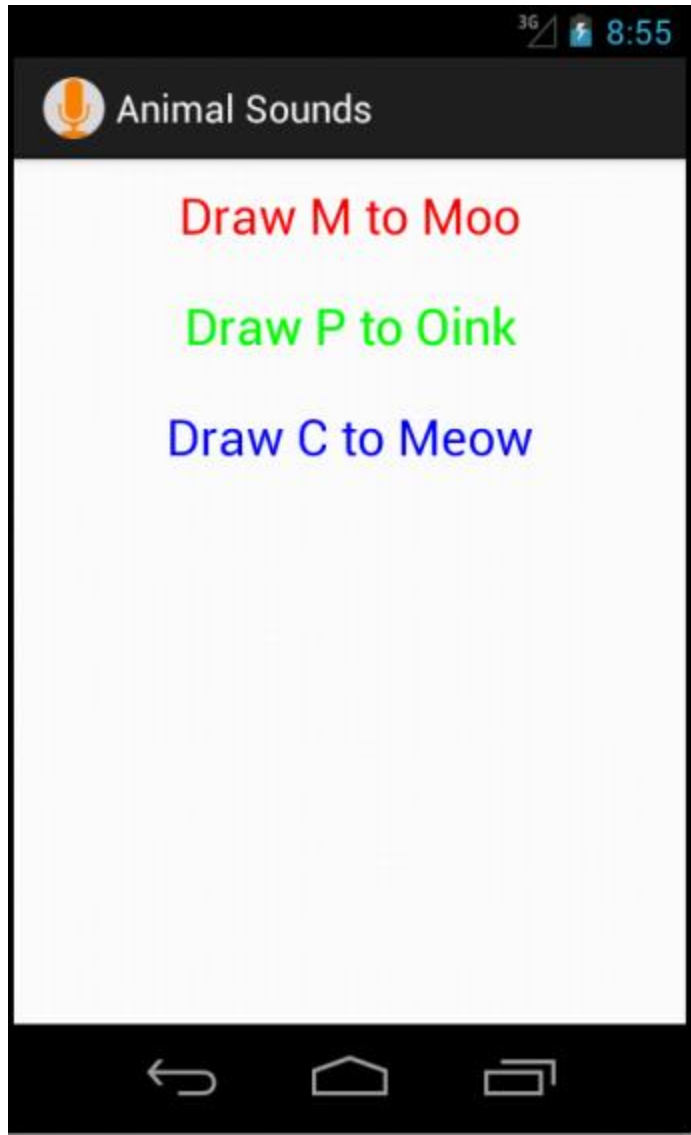 3G 8:55
Animal Sounds
Draw M to Moo
Draw P to Oink
Draw C to Meow